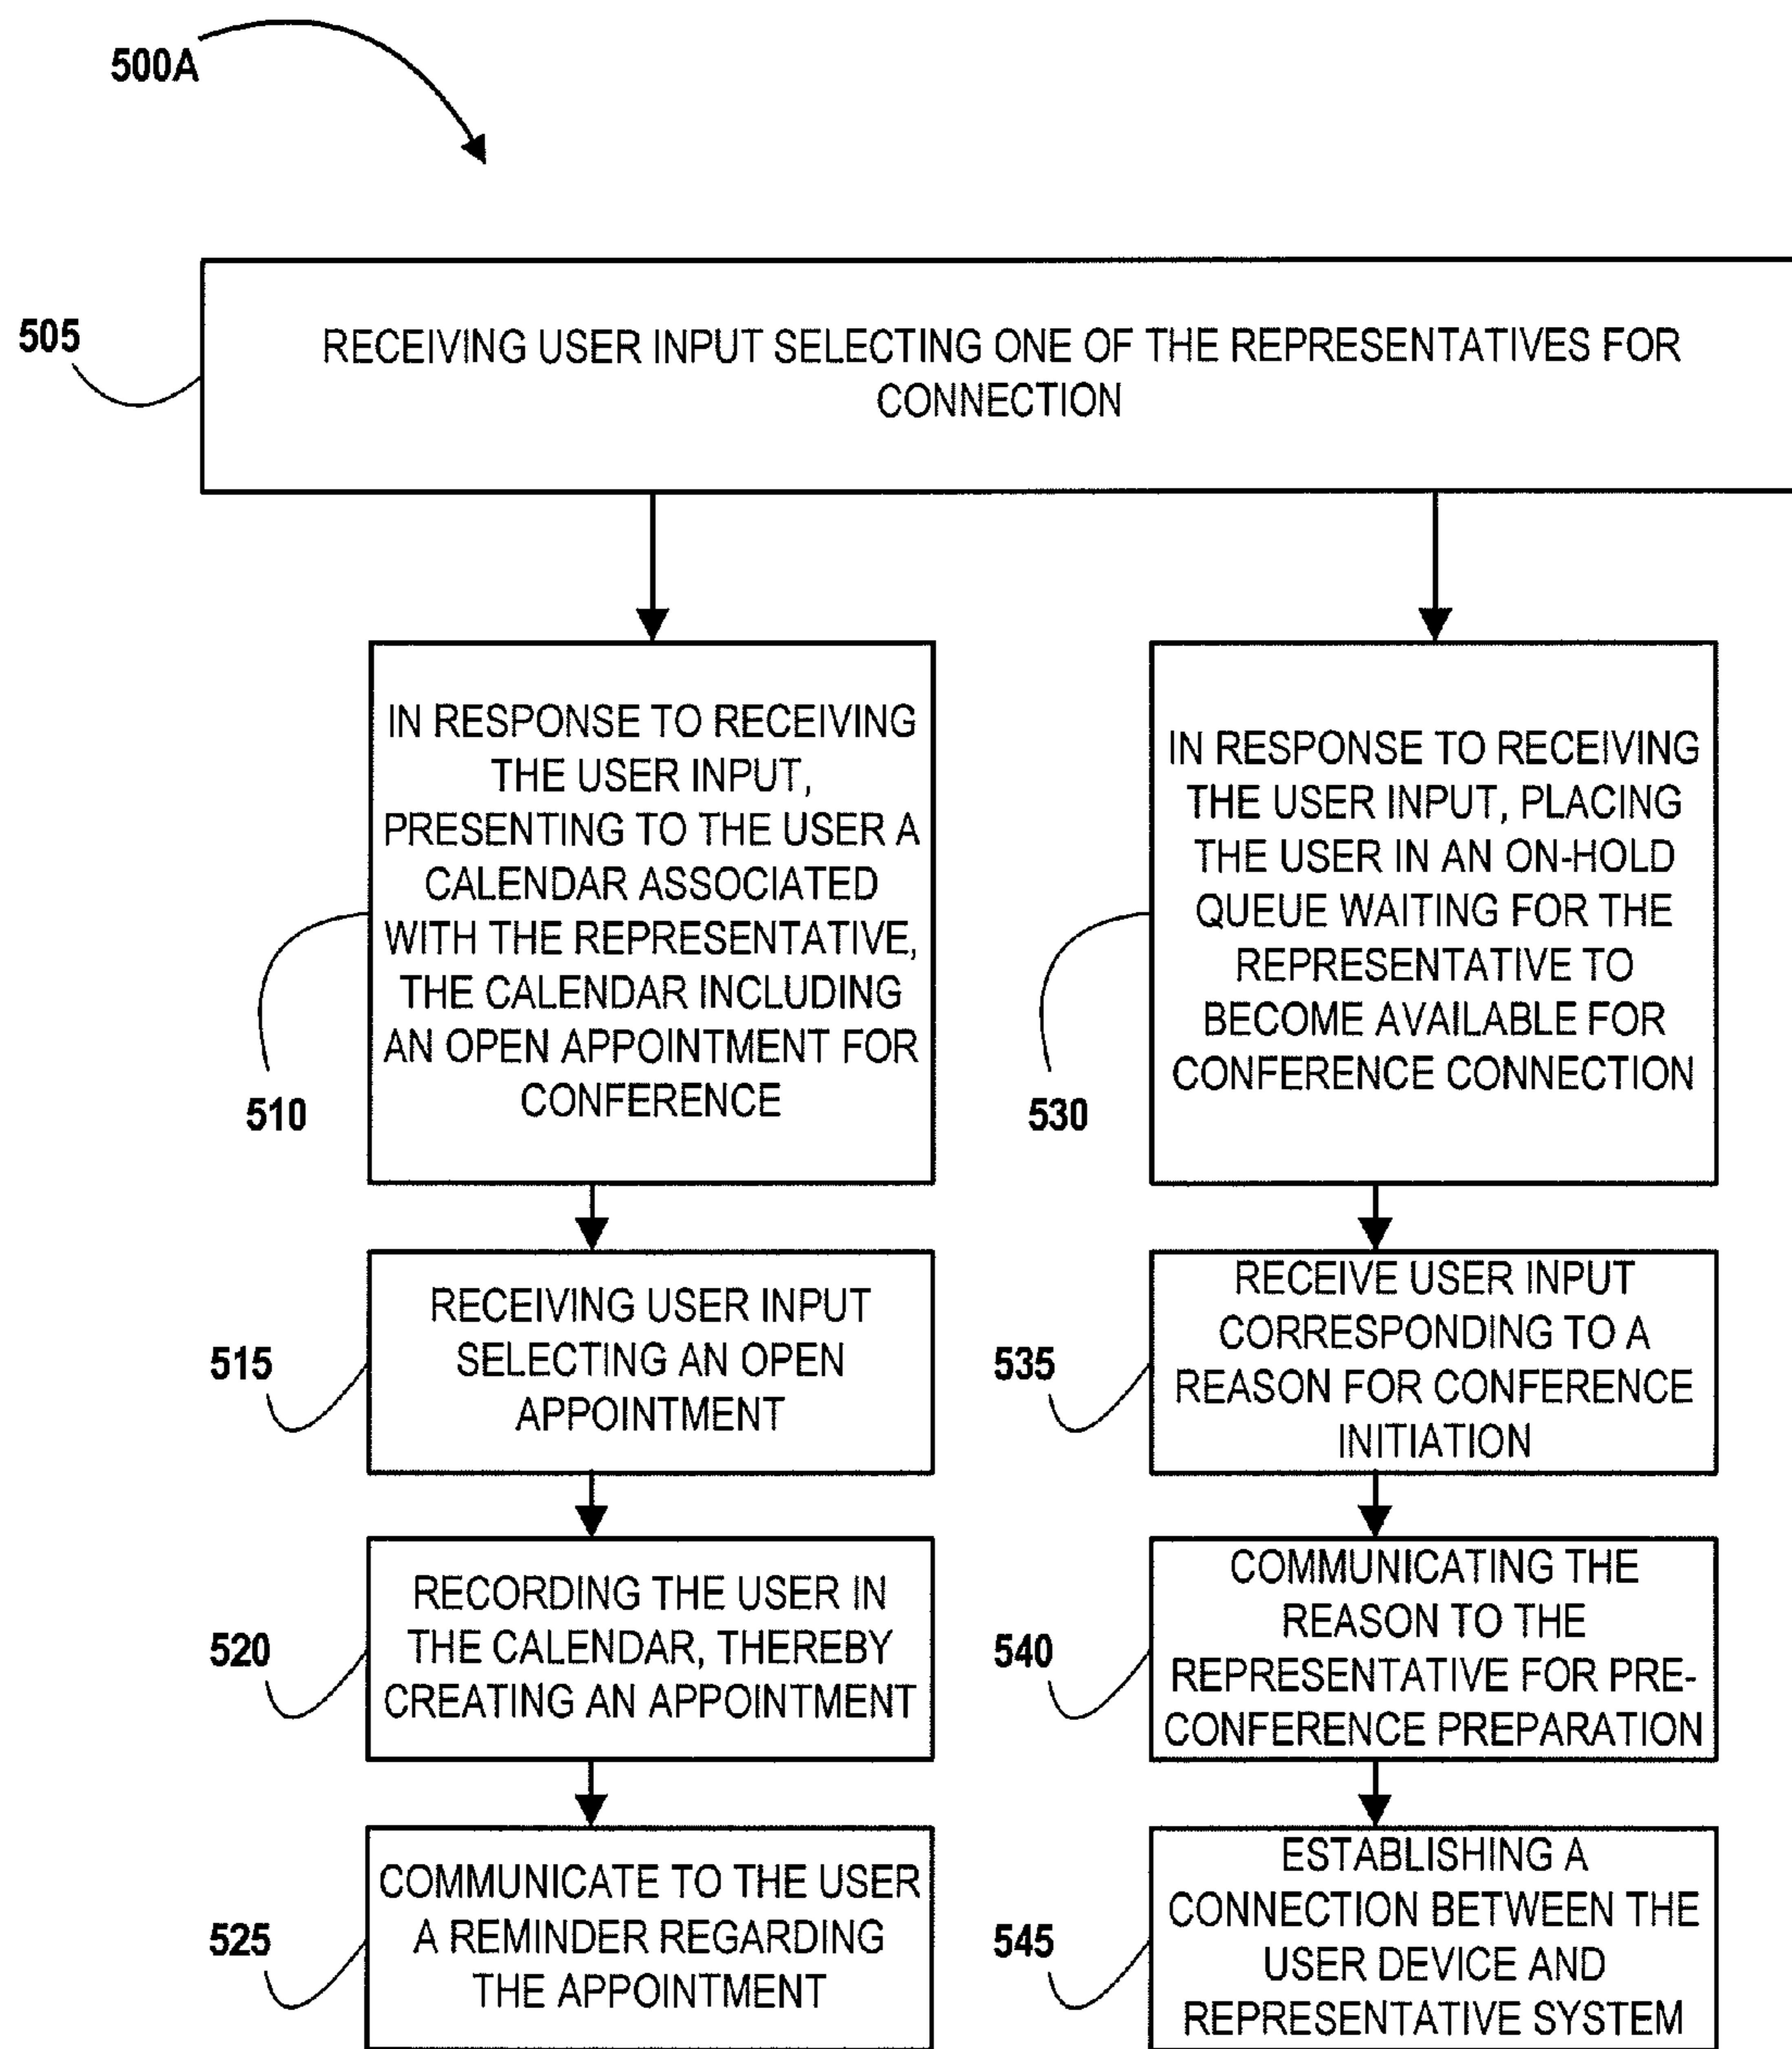 500A
505
RECEIVING USER INPUT SELECTING ONE OF THE REPRESENTATIVES FOR
CONNECTION
IN RESPONSE TO RECEIVING
THE USER INPUT,
PRESENTING TO THE USER A
CALENDAR ASSOCIATED
WITH THE REPRESENTATIVE,
THE CALENDAR INCLUDING
AN OPEN APPOINTMENT FOR
CONFERENCE
510
515
RECEIVING USER INPUT
SELECTING AN OPEN
APPOINTMENT
520
RECORDING THE USER IN
THE CALENDAR, THEREBY
CREATING AN APPOINTMENT
525
COMMUNICATE TO THE USER
A REMINDER REGARDING
THE APPOINTMENT
IN RESPONSE TO RECEIVING
THE USER INPUT, PLACING
THE USER IN AN ON-HOLD
QUEUE WAITING FOR THE
REPRESENTATIVE TO
BECOME AVAILABLE FOR
CONFERENCE CONNECTION
530
535
RECEIVE USER INPUT
CORRESPONDING TO A
REASON FOR CONFERENCE
INITIATION
540
COMMUNICATING THE
REASON TO THE
REPRESENTATIVE FOR PRE-
CONFERENCE PREPARATION
545
ESTABLISHING A
CONNECTION BETWEEN THE
USER DEVICE AND
REPRESENTATIVE SYSTEM